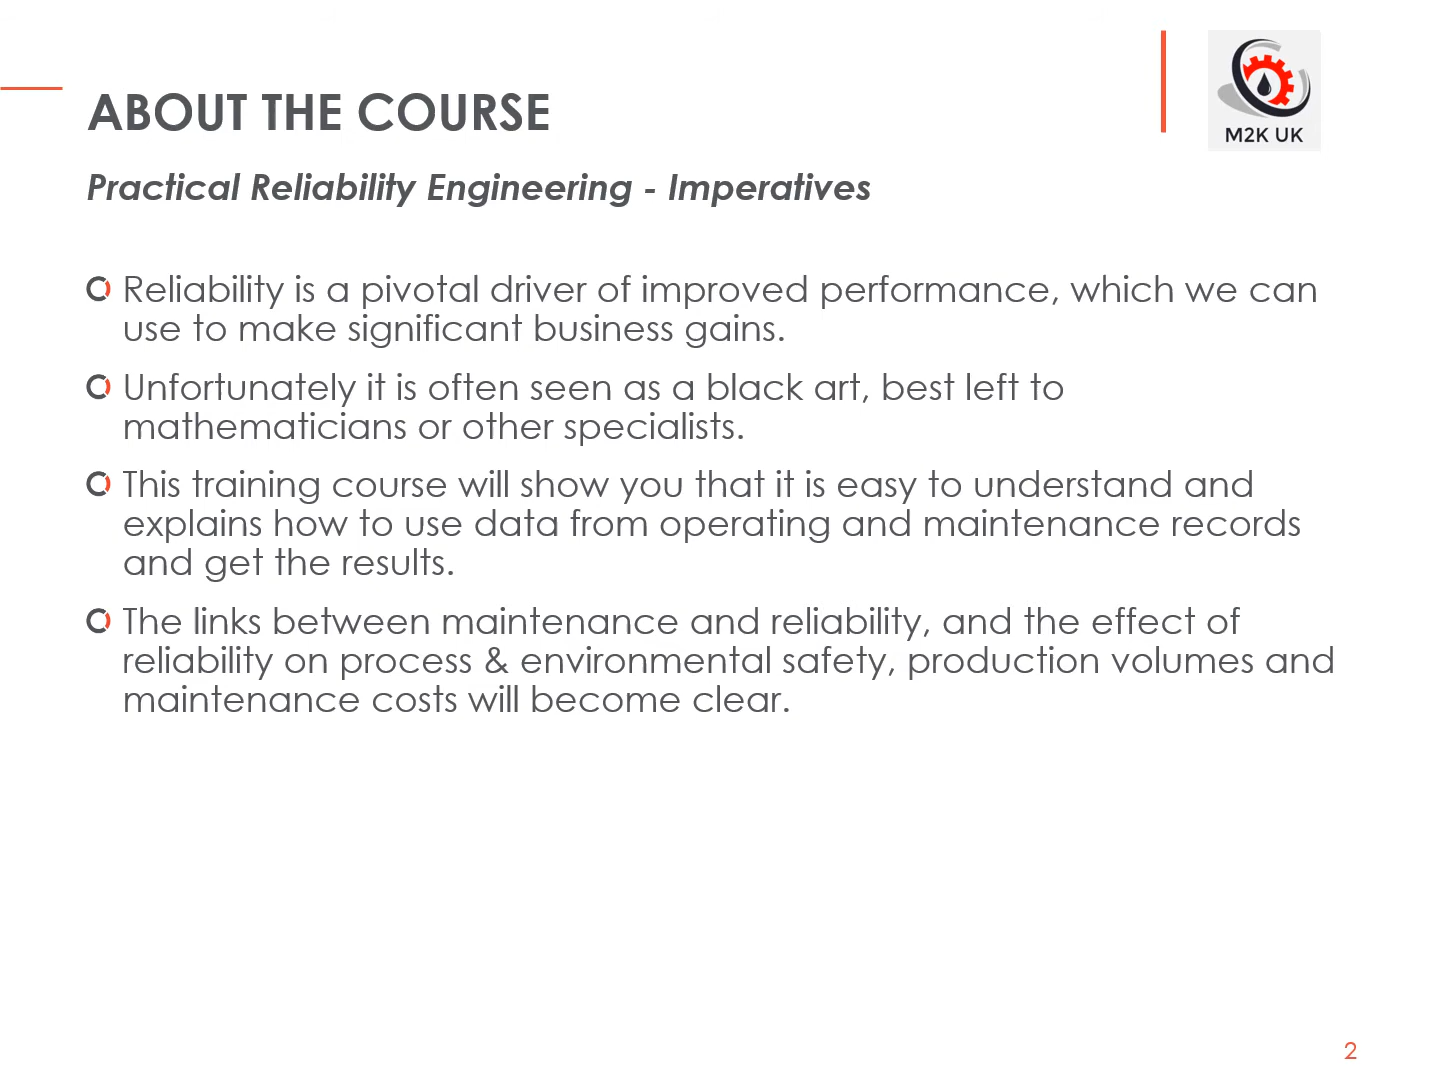 ABOUT THE COURSE
M2K UK
Practical Reliability Engineering - Imperatives
Reliability is a pivotal driver of improved performance, which we can
use to make significant business gains.
Unfortunately it is often seen as a black art, best left to
mathematicians or other specialists.
This training course will show you that it is easy to understand and
explains how to use data from operating and maintenance records
and get the results.
The links between maintenance and reliability, and the effect of
reliability on process & environmental safety, production volumes and
maintenance costs will become clear.
2